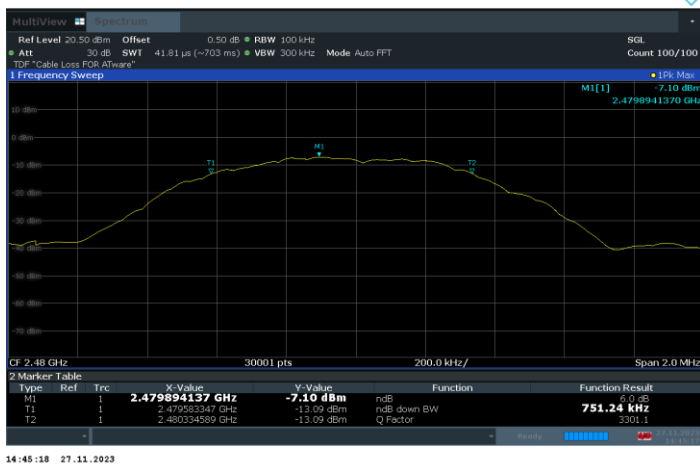 MultiView Spectrum
Ref Level 20.50 dBm Offset 0.50 dB RBW 100 kHz SGL
Att 30 dB SWT 41.81 µs (~703 ms) VBW 300 kHz Mode Auto FFT Count 100/100
TDF "Cable Loss FOR ATware"
1 Frequency Sweep 1Pk Max
M1[1] -7.10 dBm
2.4798941370 GHz
10 dBm
0 dBm
M1
-10 dBm
T1 T2
-20 dBm
-30 dBm
-40 dBm
-50 dBm
-60 dBm
-70 dBm
CF 2.48 GHz 30001 pts 200.0 kHz/ Span 2.0 MHz
2 Marker Table
Type Ref Trc X-Value Y-Value Function Function Result
M1 1 2.479894137 GHz -7.10 dBm ndB 6.0 dB
T1 1 2.479583347 GHz -13.09 dBm ndB down BW 751.24 kHz
T2 1 2.480334589 GHz -13.09 dBm Q Factor 3301.1
Ready 27.11.2023
14:45:17
14:45:18 27.11.2023